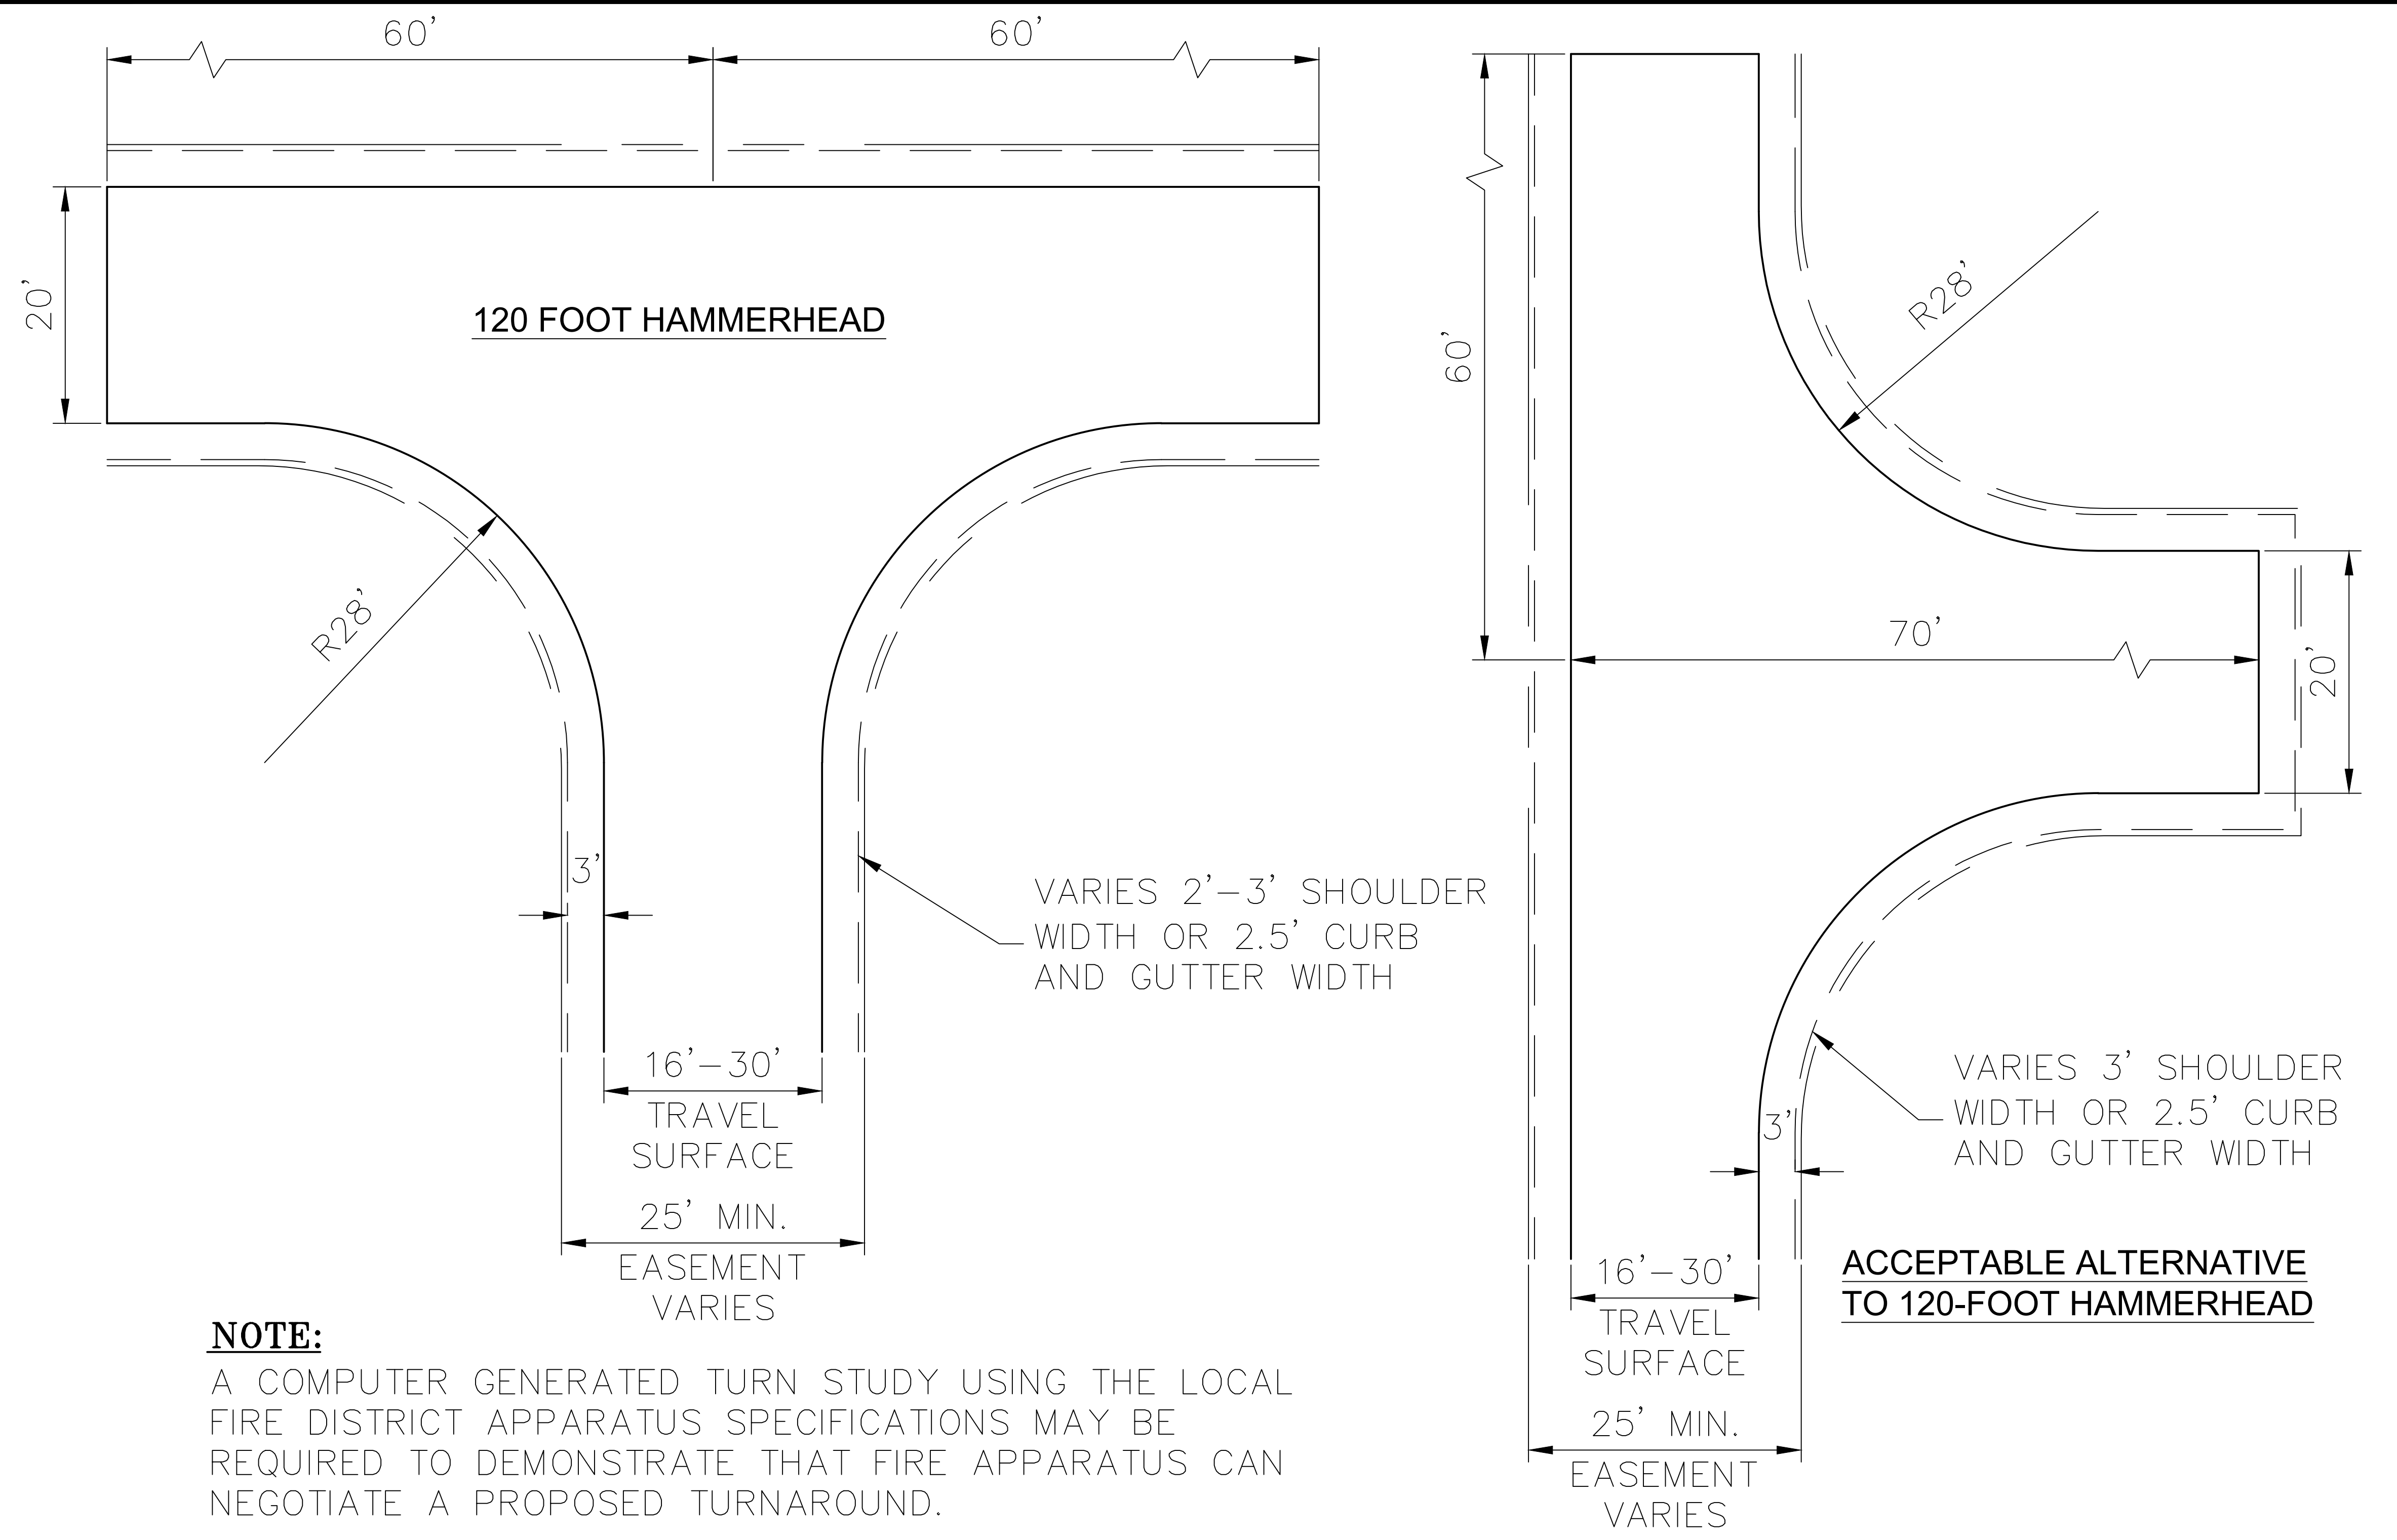 60' 60'
20'
120 FOOT HAMMERHEAD
R28'
3'
VARIES 2'-3' SHOULDER
WIDTH OR 2.5' CURB
AND GUTTER WIDTH
16'-30'
TRAVEL
SURFACE
25' MIN.
EASEMENT
VARIES
NOTE:
A COMPUTER GENERATED TURN STUDY USING THE LOCAL
FIRE DISTRICT APPARATUS SPECIFICATIONS MAY BE
REQUIRED TO DEMONSTRATE THAT FIRE APPARATUS CAN
NEGOTIATE A PROPOSED TURNAROUND.
R28'
60'
70'
20'
VARIES 3' SHOULDER
WIDTH OR 2.5' CURB
AND GUTTER WIDTH
3'
ACCEPTABLE ALTERNATIVE
TO 120-FOOT HAMMERHEAD
16'-30'
TRAVEL
SURFACE
25' MIN.
EASEMENT
VARIES